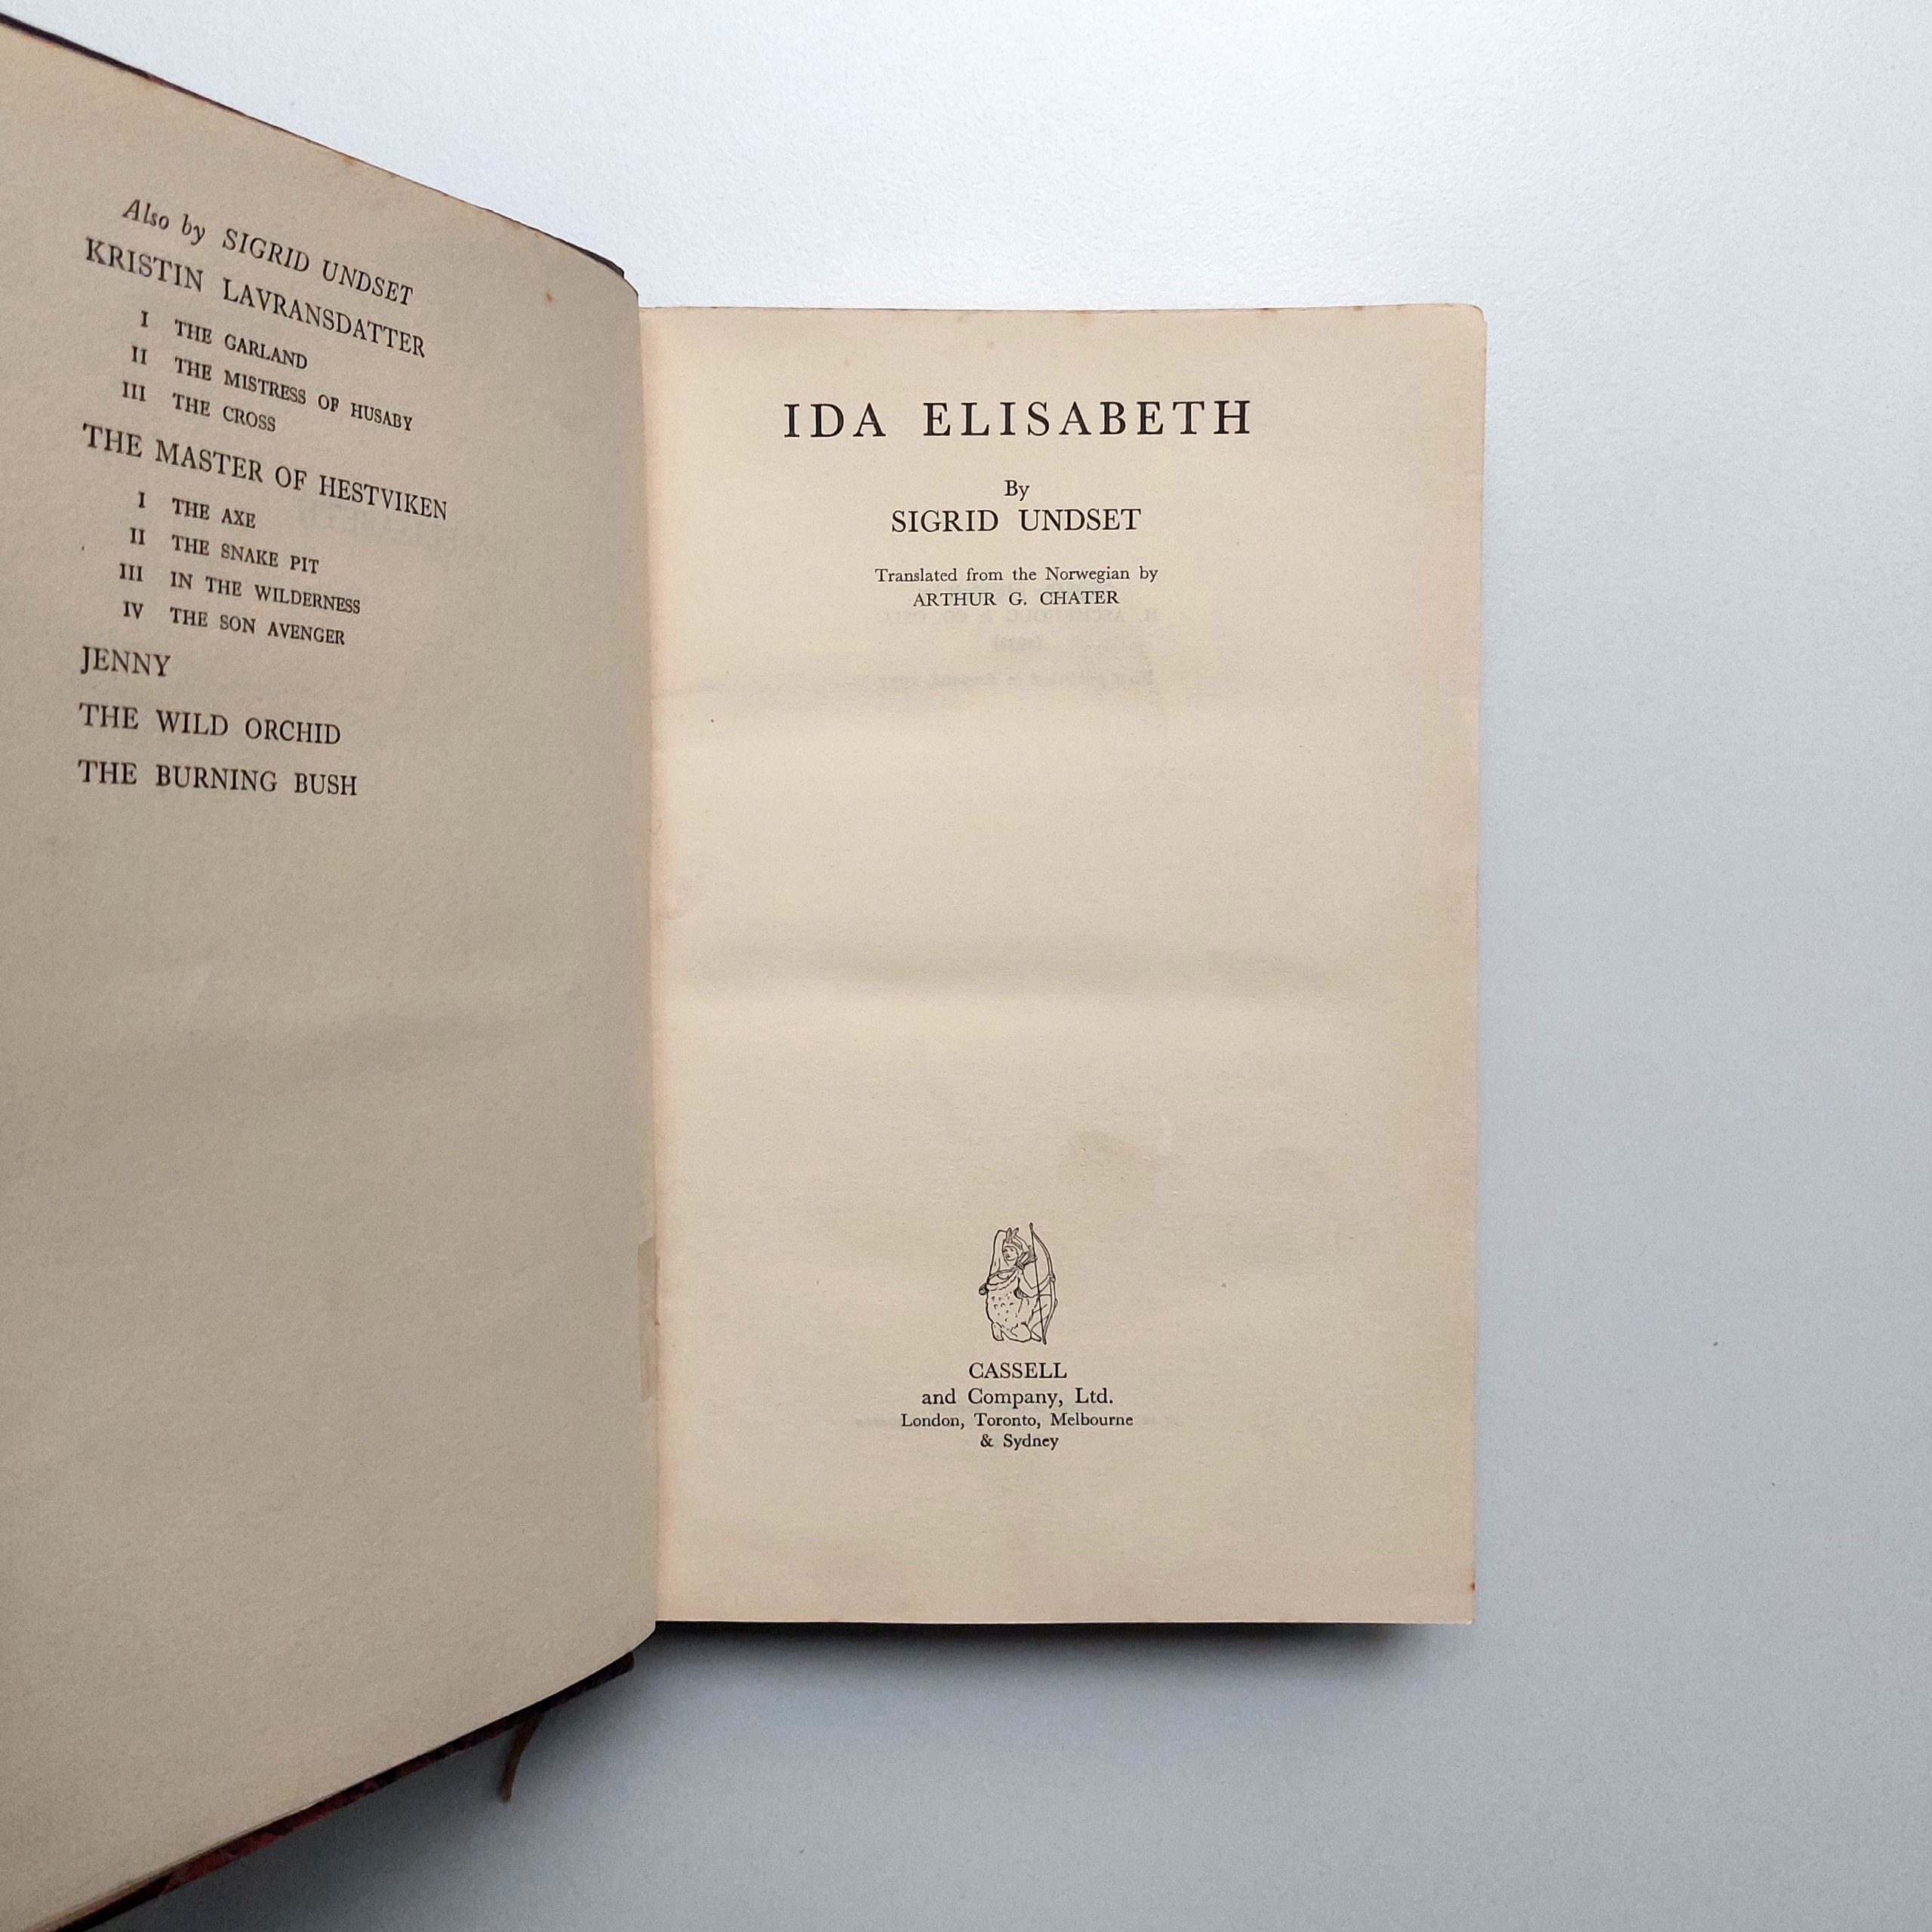 Also by SIGRID UNDSET
KRISTIN LAVRANSDATTER
I THE GARLAND
II THE MISTRESS OF HUSABY
III THE CROSS
THE MASTER OF HESTVIKEN
I THE AXE
II THE SNAKE PIT
III IN THE WILDERNESS
IV THE SON AVENGER
JENNY
THE WILD ORCHID
THE BURNING BUSH
IDA ELISABETH
By
SIGRID UNDSET
Translated from the Norwegian by
ARTHUR G. CHATER
CASSELL
and Company, Ltd.
London, Toronto, Melbourne
& Sydney